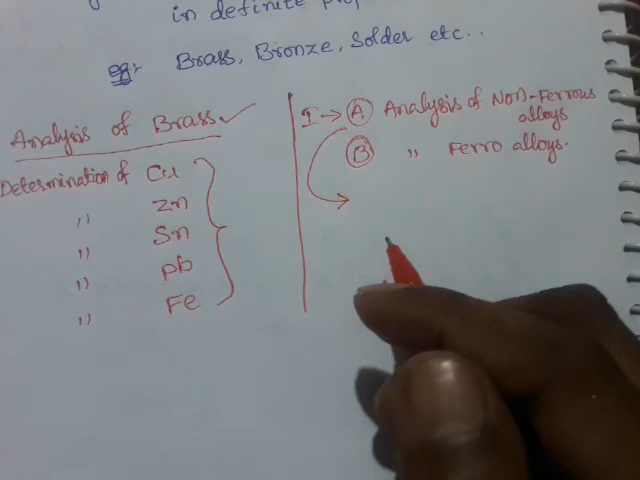 in definite
eg:- Brass, Bronze, Solder etc..
Analysis of Brass ✓
Determination of Cu
" Zn
" Sn
" Pb
" Fe
I → A Analysis of Non-Ferrous
alloys
B " Ferro alloys.